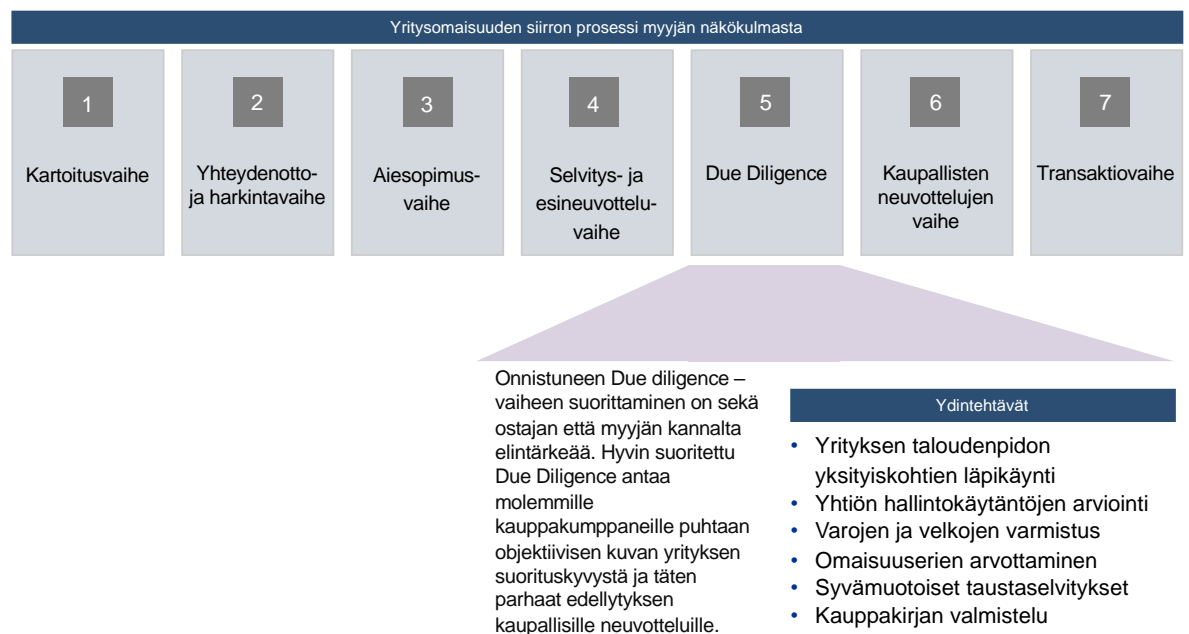 Yritysomaisuuden siirron prosessi myyjän näkökulmasta
1
Kartoitusvaihe
2
Yhteydenotto-
ja harkintavaihe
3
Aiesopimus-
vaihe
4
Selvitys- ja
esineuvottelu-
vaihe
5
Due Diligence
6
Kaupallisten
neuvottelujen
vaihe
7
Transaktiovaihe
Onnistuneen Due diligence –
vaiheen suorittaminen on sekä
ostajan että myyjän kannalta
elintärkeää. Hyvin suoritettu
Due Diligence antaa
molemmille
kauppakumppaneille puhtaan
objektiivisen kuvan yrityksen
suorituskyvystä ja täten
parhaat edellytyksen
kaupallisille neuvotteluille.
Ydintehtävät
• Yrityksen taloudenpidon
yksityiskohtien läpikäynti
• Yhtiön hallintokäytäntöjen arviointi
• Varojen ja velkojen varmistus
• Omaisuuserien arvottaminen
• Syvämuotoiset taustaselvitykset
• Kauppakirjan valmistelu